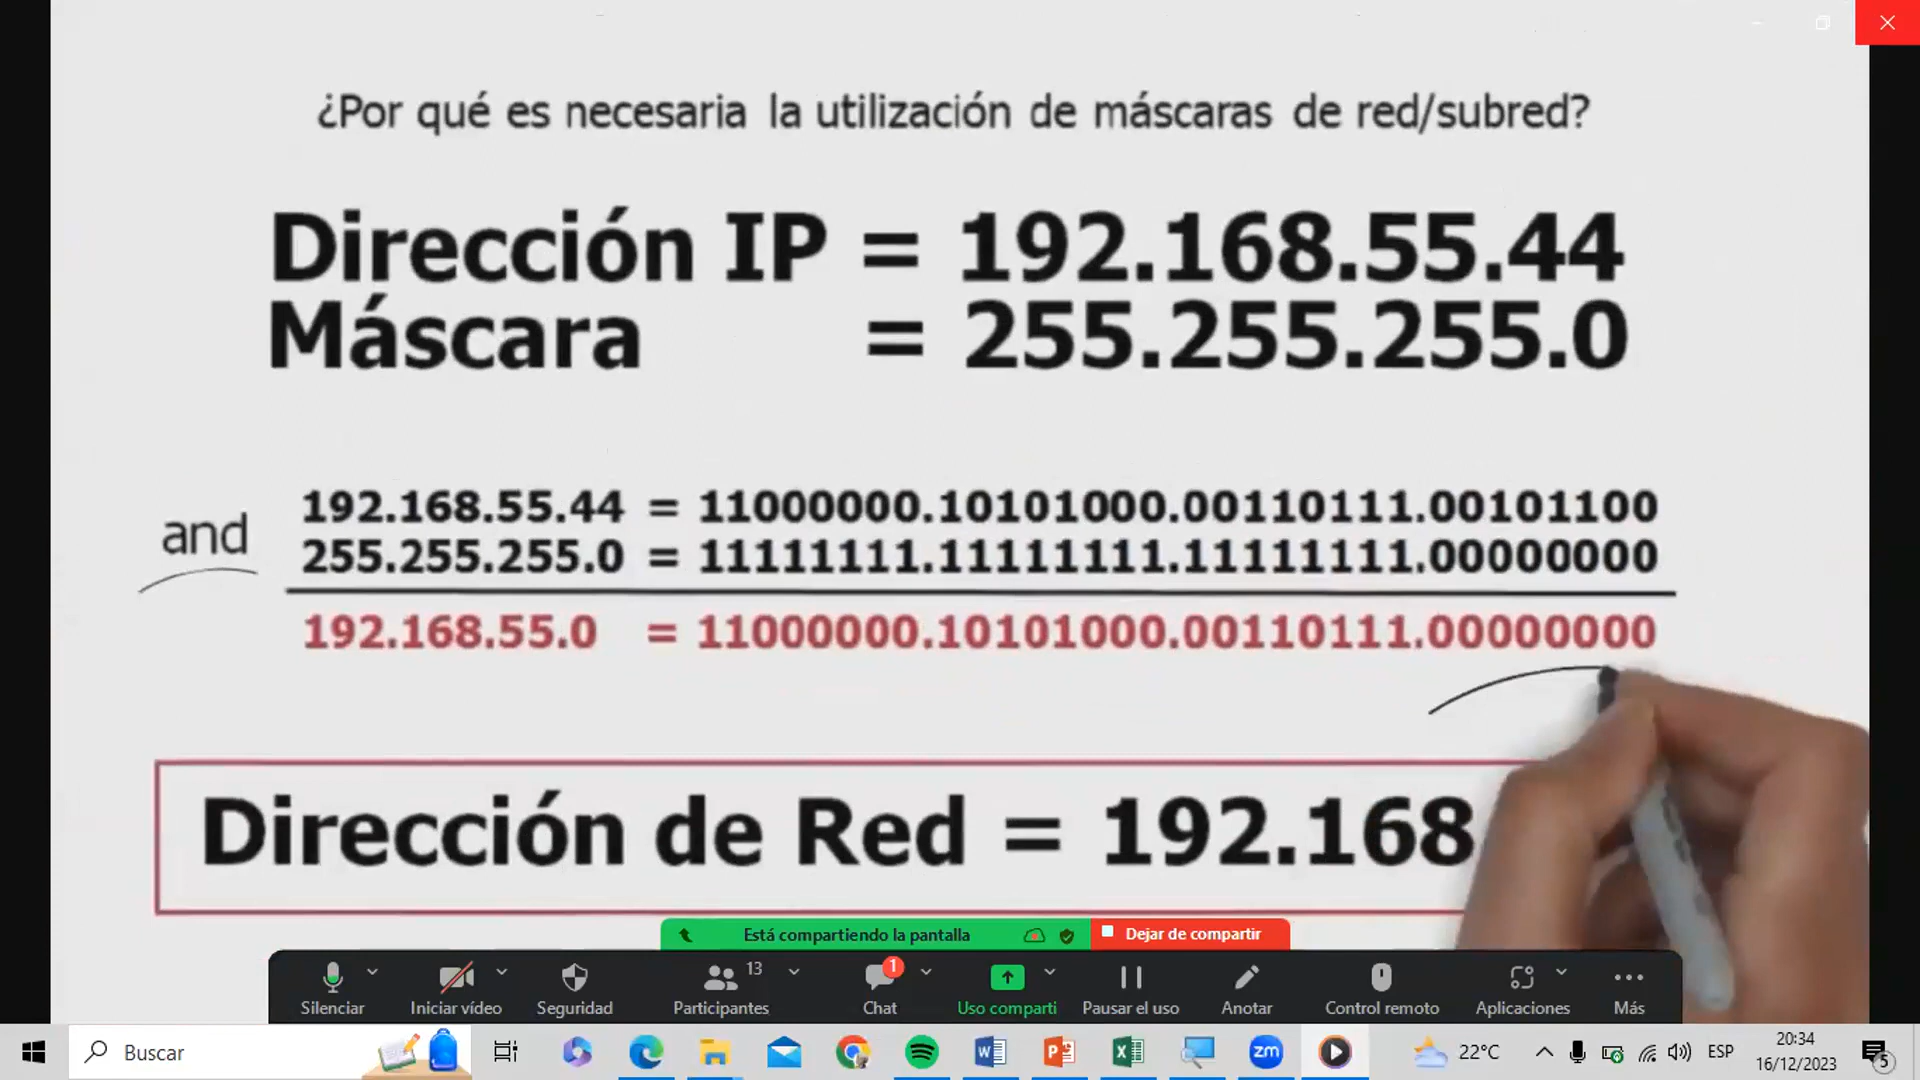 ¿Por qué es necesaria la utilización de máscaras de red/subred?
Dirección IP = 192.168.55.44
Máscara = 255.255.255.0
and
192.168.55.44 = 11000000.10101000.00110111.00101100
255.255.255.0 = 11111111.11111111.11111111.00000000
192.168.55.0 = 11000000.10101000.00110111.00000000
Dirección de Red = 192.168
Está compartiendo la pantalla
Dejar de compartir
13
1
Silenciar
Iniciar vídeo
Seguridad
Participantes
Chat
Uso comparti
Pausar el uso
Anotar
Control remoto
Aplicaciones
Más
Buscar
zm
22°C
ESP
20:34
16/12/2023
5